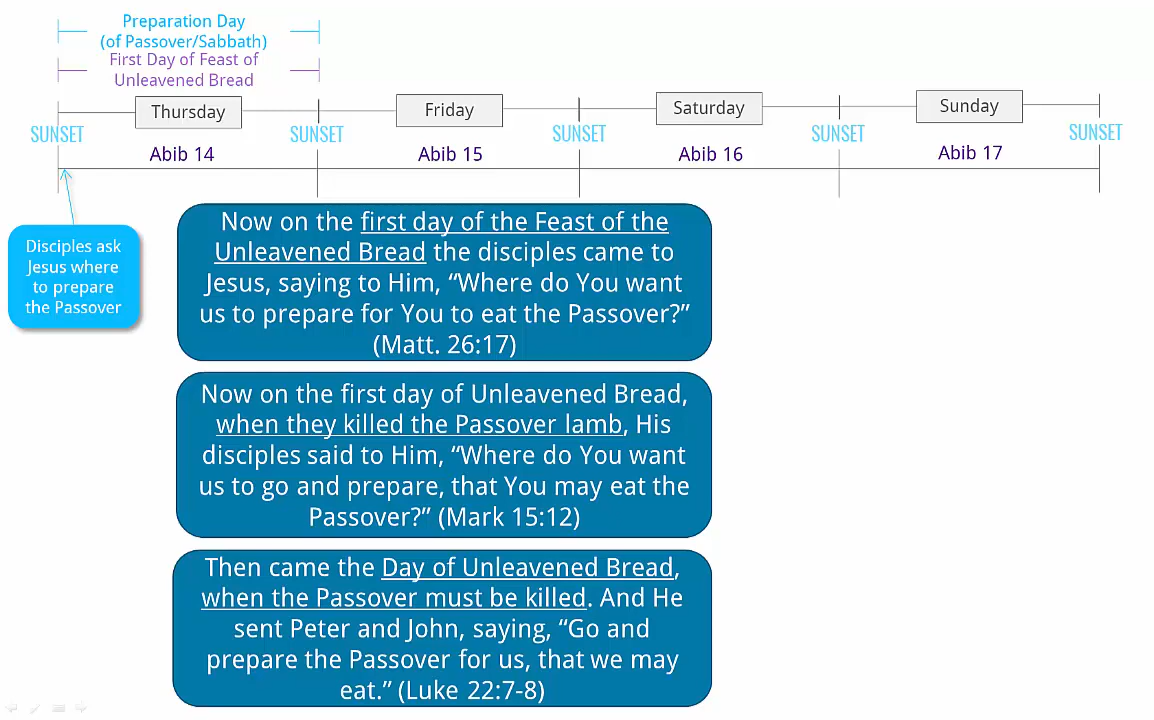 Preparation Day
(of Passover/Sabbath)
First Day of Feast of
Unleavened Bread
Thursday
Friday
Saturday
Sunday
SUNSET
SUNSET
SUNSET
SUNSET
SUNSET
Abib 14
Abib 15
Abib 16
Abib 17
Disciples ask
Jesus where
to prepare
the Passover
Now on the first day of the Feast of the
Unleavened Bread the disciples came to
Jesus, saying to Him, “Where do You want
us to prepare for You to eat the Passover?”
(Matt. 26:17)
Now on the first day of Unleavened Bread,
when they killed the Passover lamb, His
disciples said to Him, “Where do You want
us to go and prepare, that You may eat the
Passover?” (Mark 15:12)
Then came the Day of Unleavened Bread,
when the Passover must be killed. And He
sent Peter and John, saying, “Go and
prepare the Passover for us, that we may
eat.” (Luke 22:7-8)